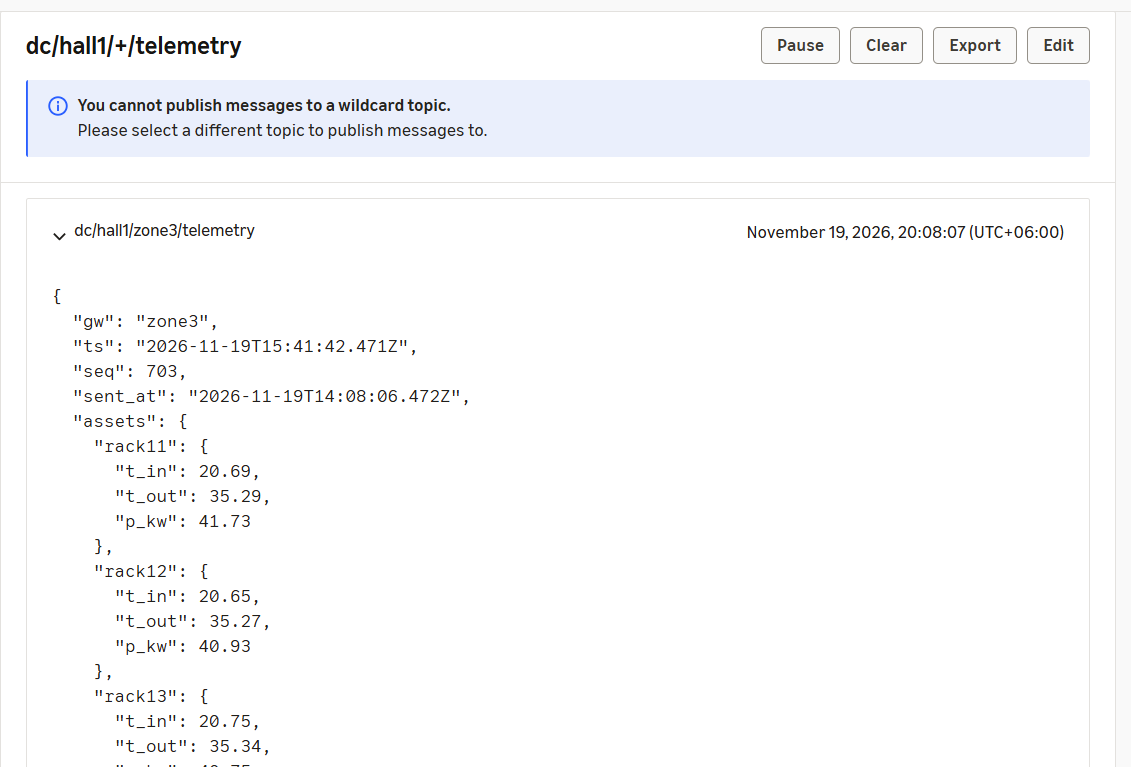 dc/hall1/+/telemetry
Pause Clear Export Edit
You cannot publish messages to a wildcard topic.
Please select a different topic to publish messages to.
dc/hall1/zone3/telemetry November 19, 2026, 20:08:07 (UTC+06:00)
{
"gw": "zone3",
"ts": "2026-11-19T15:41:42.471Z",
"seq": 703,
"sent_at": "2026-11-19T14:08:06.472Z",
"assets": {
"rack11": {
"t_in": 20.69,
"t_out": 35.29,
"p_kw": 41.73
},
"rack12": {
"t_in": 20.65,
"t_out": 35.27,
"p_kw": 40.93
},
"rack13": {
"t_in": 20.75,
"t_out": 35.34,